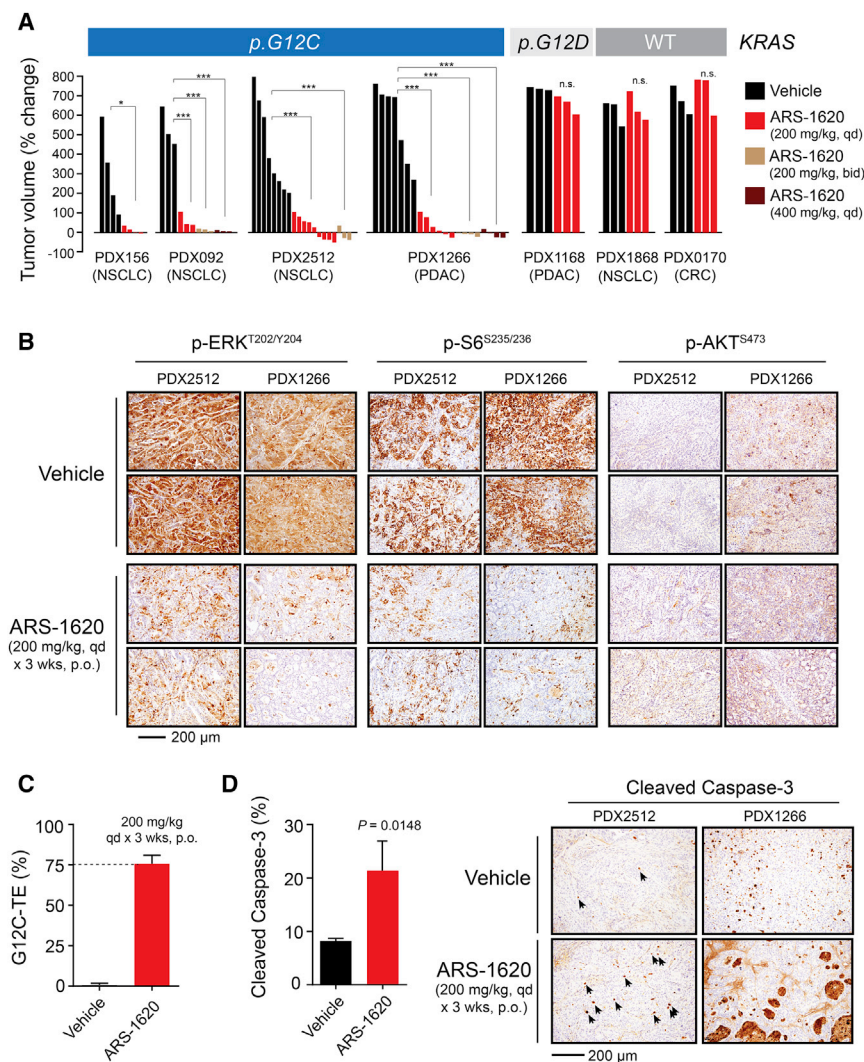 A
p.G12C
p.G12D
WT
KRAS
Tumor volume (% change)
800
700
600
500
400
300
200
100
0
-100
*
***
***
***
***
***
***
***
***
n.s.
n.s.
n.s.
PDX156
(NSCLC)
PDX092
(NSCLC)
PDX2512
(NSCLC)
PDX1266
(PDAC)
PDX1168
(PDAC)
PDX1868
(NSCLC)
PDX0170
(CRC)
Vehicle
ARS-1620
(200 mg/kg, qd)
ARS-1620
(200 mg/kg, bid)
ARS-1620
(400 mg/kg, qd)
B
p-ERKT202/Y204
p-S6S235/236
p-AKTS473
PDX2512 PDX1266
PDX2512 PDX1266
PDX2512 PDX1266
Vehicle
ARS-1620
(200 mg/kg, qd
x 3 wks, p.o.)
200 µm
C
G12C-TE (%)
100
75
50
25
0
200 mg/kg
qd x 3 wks, p.o.
Vehicle
ARS-1620
D
Cleaved Caspase-3 (%)
30
20
10
0
P = 0.0148
Vehicle
ARS-1620
Cleaved Caspase-3
PDX2512
PDX1266
Vehicle
ARS-1620
(200 mg/kg, qd
x 3 wks, p.o.)
200 µm